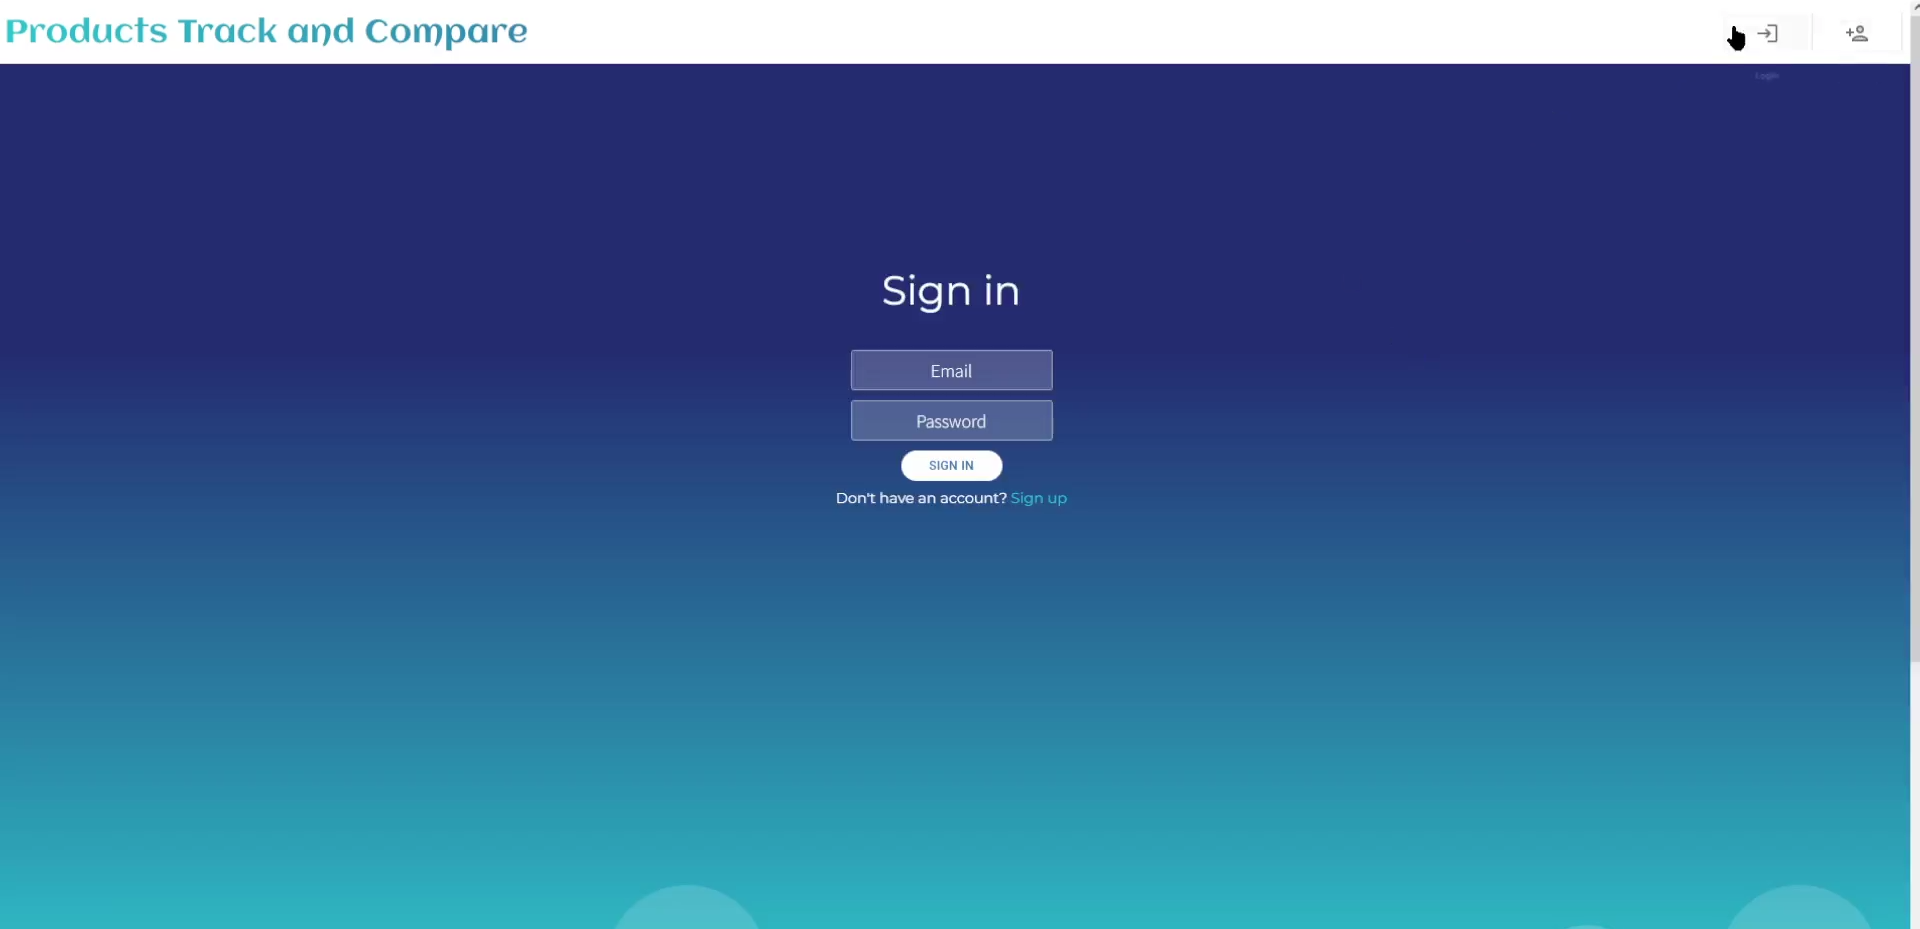 Products Track and Compare
Login
Sign in
Email
Password
SIGN IN
Don't have an account? Sign up